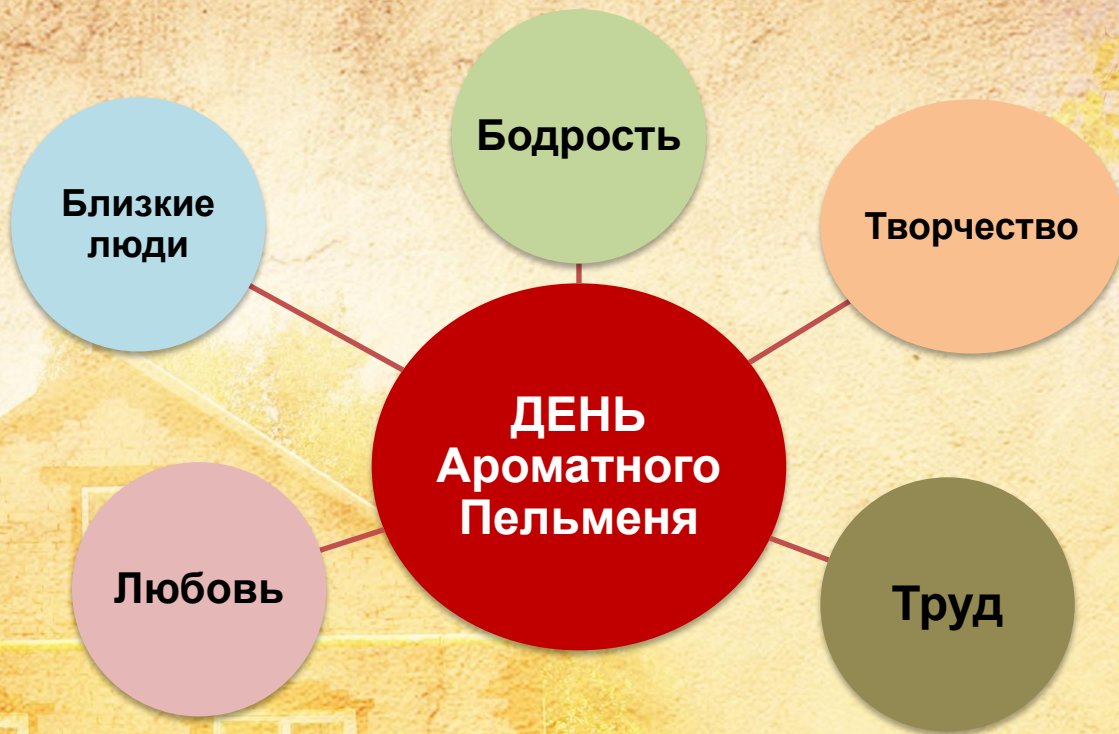 Бодрость
Близкие
люди
Творчество
ДЕНЬ
Ароматного
Пельменя
Любовь
Труд